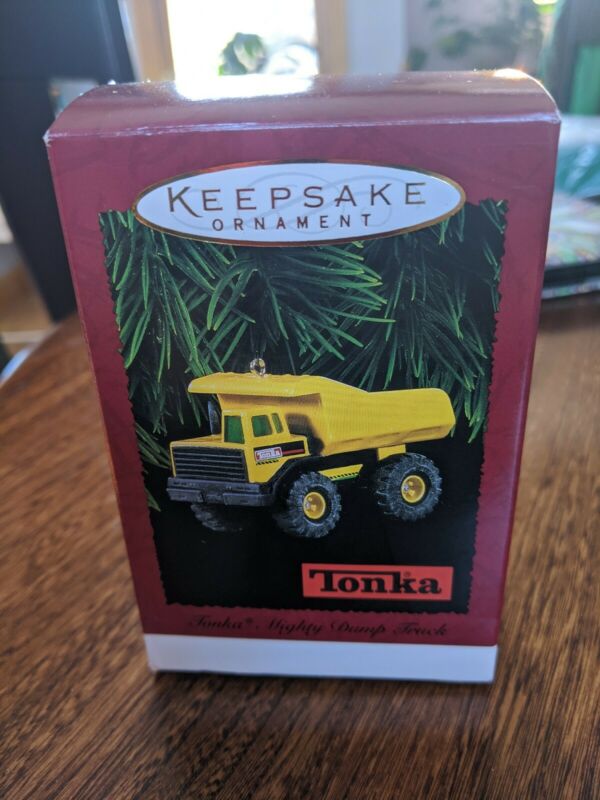 KEEPSAKE
ORNAMENT
Tonka
Tonka®
Tonka® Mighty Dump Truck